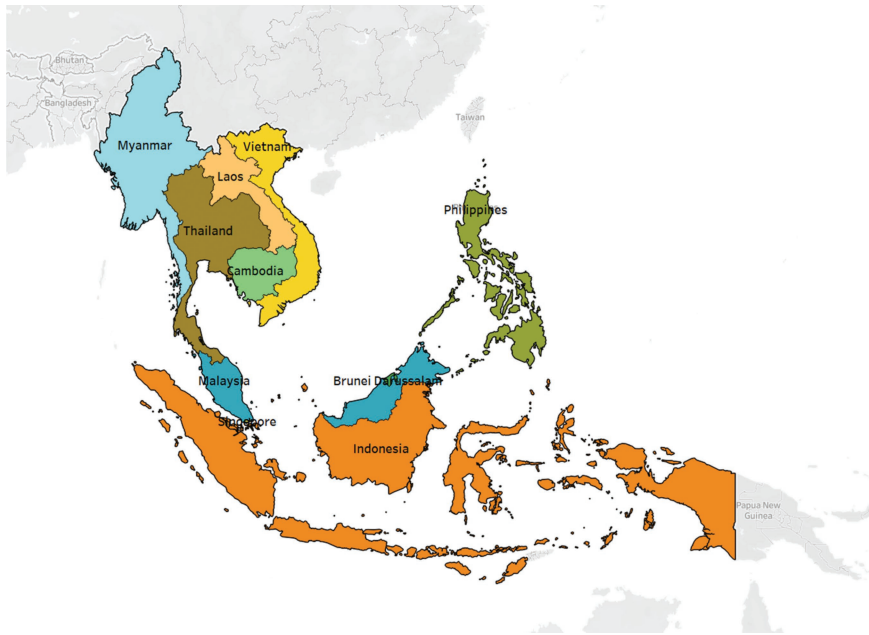 Bhutan
Bangladesh
Taiwan
Myanmar
Vietnam
Laos
Philippines
Thailand
Cambodia
Malaysia
Brunei Darussalam
Singapore
Indonesia
Papua New
Guinea